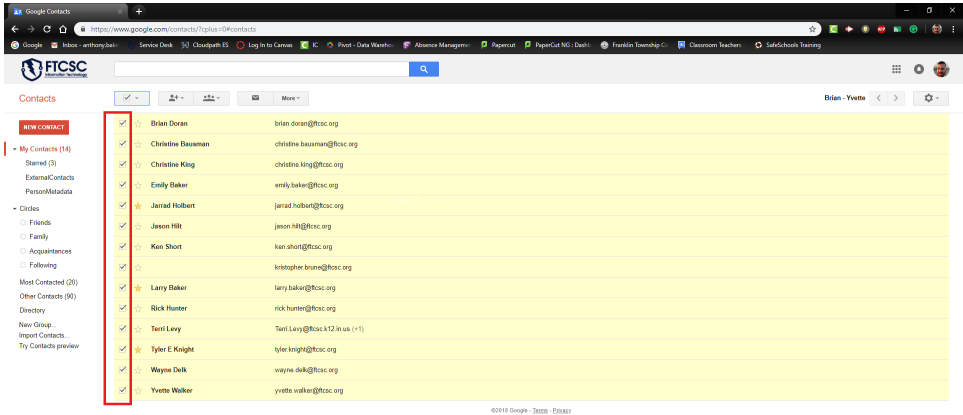 Google Contacts
https://www.google.com/contacts/?cplus=0#contacts
Google Inbox - anthony.bake Service Desk Cloudpath ES Log In to Canvas IC Pivot - Data Wareho Absence Manageme Papercut PaperCut NG : Dashb Franklin Township Co Classroom Teachers SafeSchools Training
FTCSC
Information Technology
Contacts More Brian - Yvette
NEW CONTACT
My Contacts (14)
Starred (3)
ExternalContacts
PersonMetadata
Circles
Friends
Family
Acquaintances
Following
Most Contacted (20)
Other Contacts (90)
Directory
New Group...
Import Contacts...
Try Contacts preview
Brian Doran brian.doran@ftcsc.org
Christine Bausman christine.bausman@ftcsc.org
Christine King christine.king@ftcsc.org
Emily Baker emily.baker@ftcsc.org
Jarrad Holbert jarrad.holbert@ftcsc.org
Jason Hilt jason.hilt@ftcsc.org
Ken Short ken.short@ftcsc.org
kristopher.brune@ftcsc.org
Larry Baker larry.baker@ftcsc.org
Rick Hunter rick.hunter@ftcsc.org
Terri Levy Terri.Levy@ftcsc.k12.in.us (+1)
Tyler E Knight tyler.knight@ftcsc.org
Wayne Delk wayne.delk@ftcsc.org
Yvette Walker yvette.walker@ftcsc.org
©2018 Google - Terms - Privacy